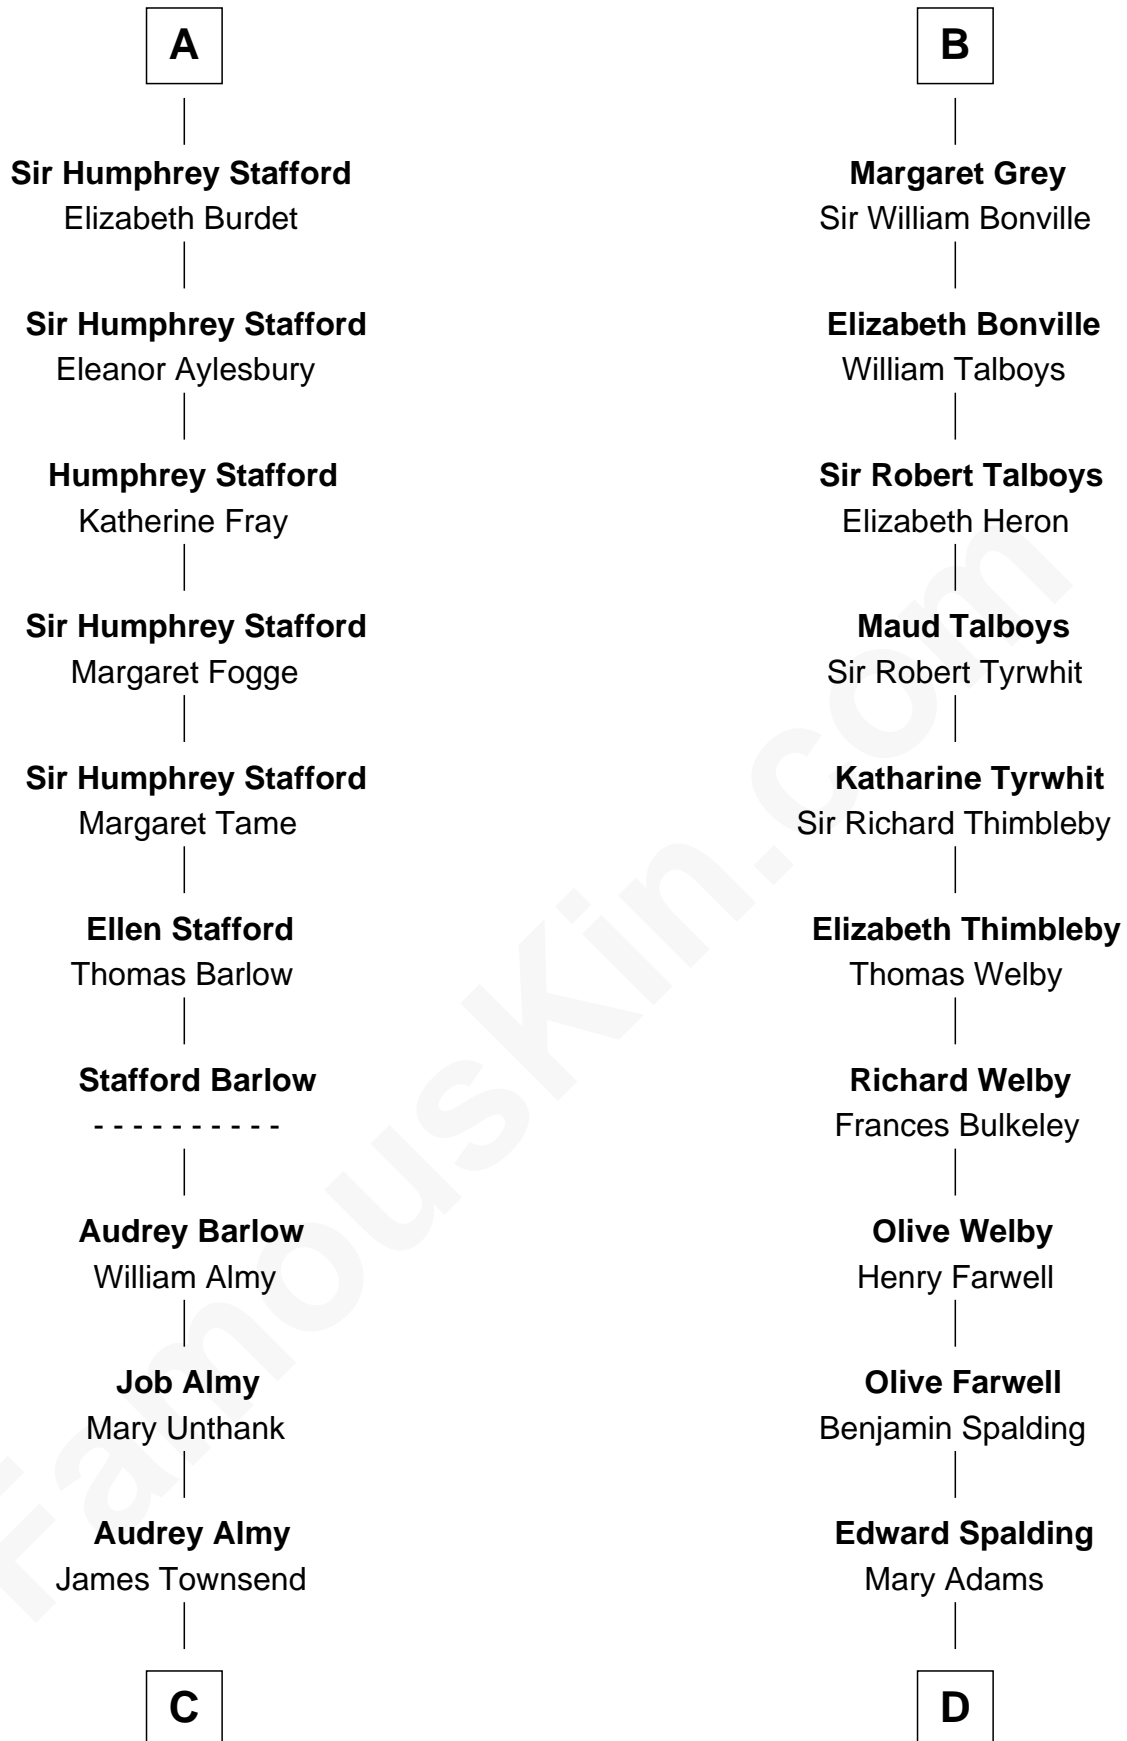 A
Sir Humphrey Stafford
Elizabeth Burdet
Sir Humphrey Stafford
Eleanor Aylesbury
Humphrey Stafford
Katherine Fray
Sir Humphrey Stafford
Margaret Fogge
Sir Humphrey Stafford
Margaret Tame
Ellen Stafford
Thomas Barlow
Stafford Barlow
- - - - - - - - - -
Audrey Barlow
William Almy
Job Almy
Mary Unthank
Audrey Almy
James Townsend
C
B
Margaret Grey
Sir William Bonville
Elizabeth Bonville
William Talboys
Sir Robert Talboys
Elizabeth Heron
Maud Talboys
Sir Robert Tyrwhit
Katharine Tyrwhit
Sir Richard Thimbleby
Elizabeth Thimbleby
Thomas Welby
Richard Welby
Frances Bulkeley
Olive Welby
Henry Farwell
Olive Farwell
Benjamin Spalding
Edward Spalding
Mary Adams
D
FamousKin.com